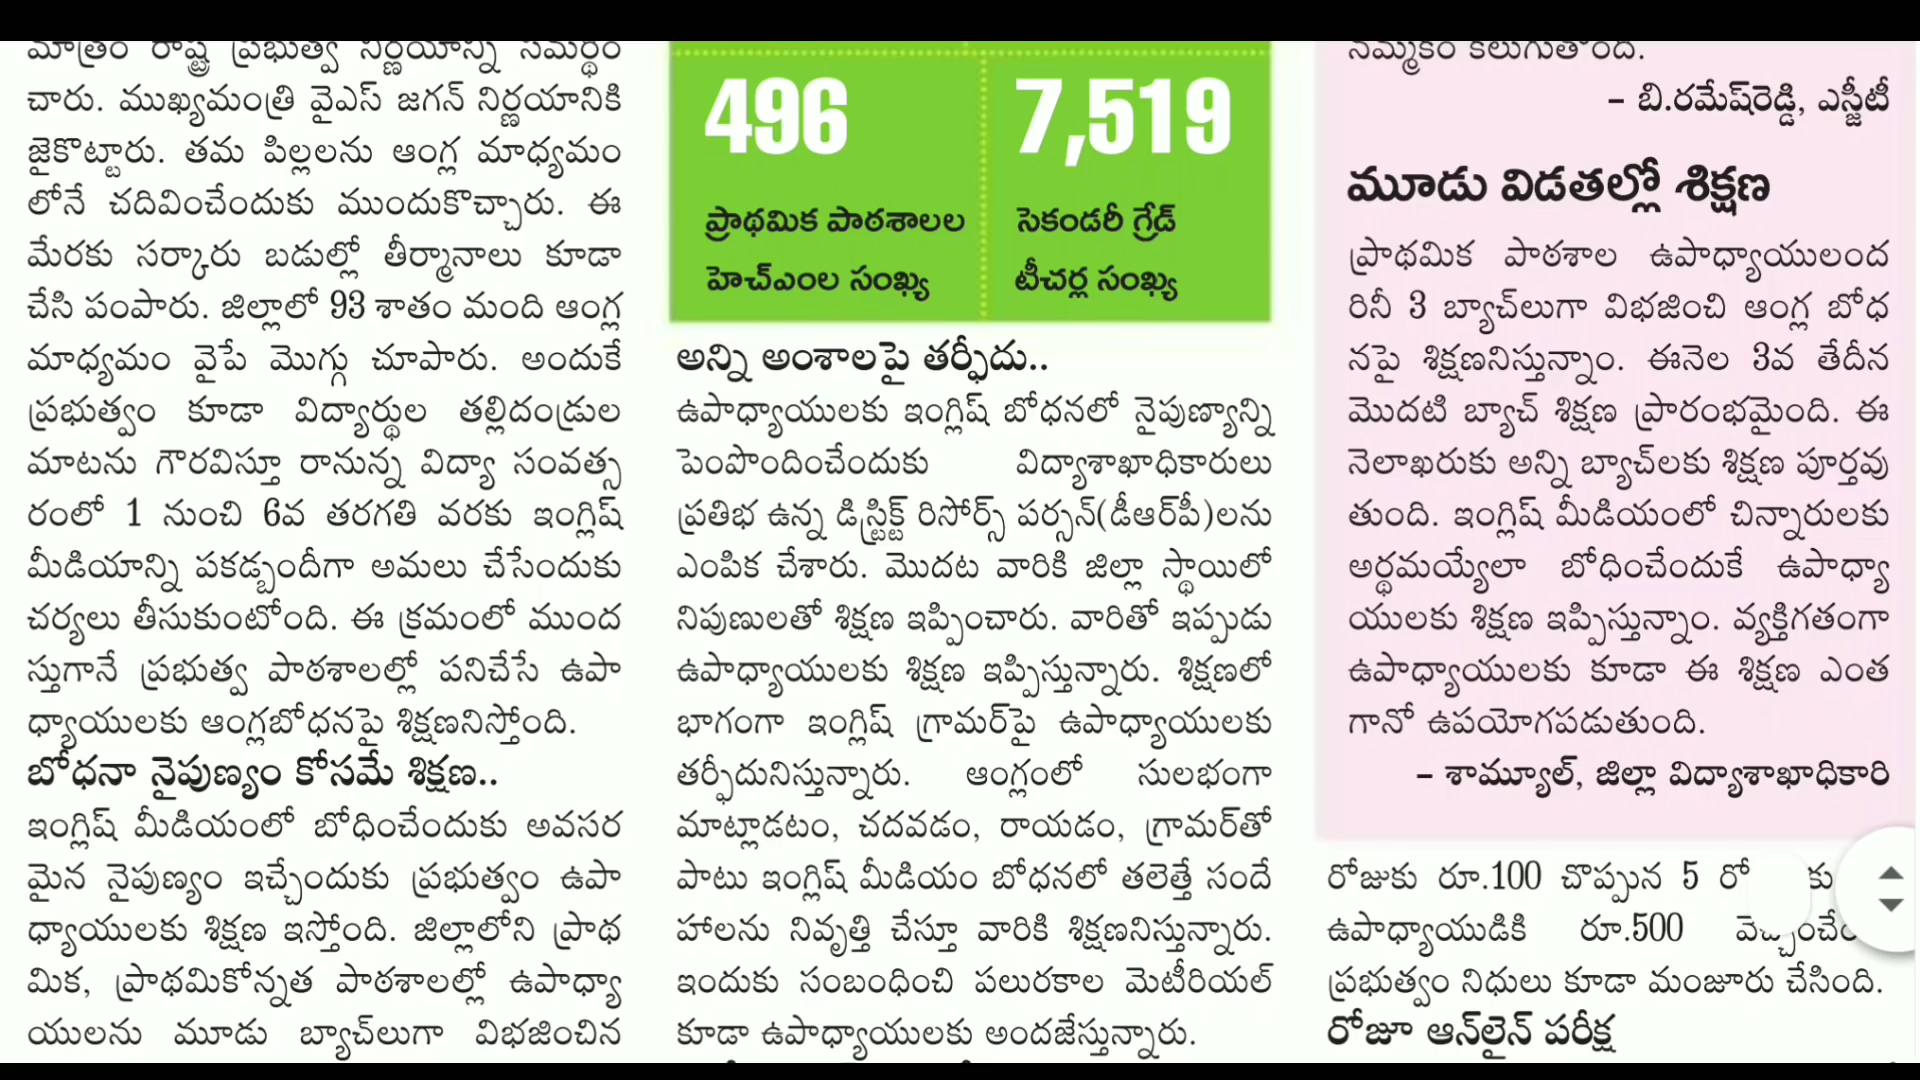 మాత్రం రాష్ట్ర ప్రభుత్వ నిర్ణయాన్ని సమర్థిం
చారు. ముఖ్యమంత్రి వైఎస్ జగన్ నిర్ణయానికి
జైకొట్టారు. తమ పిల్లలను ఆంగ్ల మాధ్యమం
లోనే చదివించేందుకు ముందుకొచ్చారు. ఈ
మేరకు సర్కారు బడుల్లో తీర్మానాలు కూడా
చేసి పంపారు. జిల్లాలో 93 శాతం మంది ఆంగ్ల
మాధ్యమం వైపే మొగ్గు చూపారు. అందుకే
ప్రభుత్వం కూడా విద్యార్థుల తల్లిదండ్రుల
మాటను గౌరవిస్తూ రానున్న విద్యా సంవత్స
రంలో 1 నుంచి 6వ తరగతి వరకు ఇంగ్లిష్
మీడియాన్ని పకడ్బందీగా అమలు చేసేందుకు
చర్యలు తీసుకుంటోంది. ఈ క్రమంలో ముంద
స్తుగానే ప్రభుత్వ పాఠశాలల్లో పనిచేసే ఉపా
ధ్యాయులకు ఆంగ్లబోధనపై శిక్షణనిస్తోంది.
బోధనా నైపుణ్యం కోసమే శిక్షణ..
ఇంగ్లిష్ మీడియంలో బోధించేందుకు అవసర
మైన నైపుణ్యం ఇచ్చేందుకు ప్రభుత్వం ఉపా
ధ్యాయులకు శిక్షణ ఇస్తోంది. జిల్లాలోని ప్రాథ
మిక, ప్రాథమికోన్నత పాఠశాలల్లో ఉపాధ్యా
యులను మూడు బ్యాచ్‌లుగా విభజించిన
496
ప్రాథమిక పాఠశాలల
హెచ్ఎంల సంఖ్య
7,519
సెకండరీ గ్రేడ్
టీచర్ల సంఖ్య
అన్ని అంశాలపై తర్ఫీదు..
ఉపాధ్యాయులకు ఇంగ్లిష్ బోధనలో నైపుణ్యాన్ని
పెంపొందించేందుకు విద్యాశాఖాధికారులు
ప్రతిభ ఉన్న డిస్ట్రిక్ట్ రిసోర్స్ పర్సన్(డీఆర్‌పీ)లను
ఎంపిక చేశారు. మొదట వారికి జిల్లా స్థాయిలో
నిపుణులతో శిక్షణ ఇప్పించారు. వారితో ఇప్పుడు
ఉపాధ్యాయులకు శిక్షణ ఇప్పిస్తున్నారు. శిక్షణలో
భాగంగా ఇంగ్లిష్ గ్రామర్‌పై ఉపాధ్యాయులకు
తర్ఫీదునిస్తున్నారు. ఆంగ్లంలో సులభంగా
మాట్లాడటం, చదవడం, రాయడం, గ్రామర్‌తో
పాటు ఇంగ్లిష్ మీడియం బోధనలో తలెత్తే సందే
హాలను నివృత్తి చేస్తూ వారికి శిక్షణనిస్తున్నారు.
ఇందుకు సంబంధించి పలురకాల మెటీరియల్
కూడా ఉపాధ్యాయులకు అందజేస్తున్నారు.
నమ్మకం కలుగుతోంది.
– బి.రమేష్‌రెడ్డి, ఎస్జీటీ
మూడు విడతల్లో శిక్షణ
ప్రాథమిక పాఠశాల ఉపాధ్యాయులంద
రినీ 3 బ్యాచ్‌లుగా విభజించి ఆంగ్ల బోధ
నపై శిక్షణనిస్తున్నాం. ఈనెల 3వ తేదీన
మొదటి బ్యాచ్ శిక్షణ ప్రారంభమైంది. ఈ
నెలాఖరుకు అన్ని బ్యాచ్‌లకు శిక్షణ పూర్తవు
తుంది. ఇంగ్లిష్ మీడియంలో చిన్నారులకు
అర్థమయ్యేలా బోధించేందుకే ఉపాధ్యా
యులకు శిక్షణ ఇప్పిస్తున్నాం. వ్యక్తిగతంగా
ఉపాధ్యాయులకు కూడా ఈ శిక్షణ ఎంత
గానో ఉపయోగపడుతుంది.
– శామ్యూల్, జిల్లా విద్యాశాఖాధికారి
రోజుకు రూ.100 చొప్పున 5 రో
ఉపాధ్యాయుడికి రూ.500
ప్రభుత్వం నిధులు కూడా మంజూరు చేసింది.
రోజూ ఆన్‌లైన్ పరీక్ష